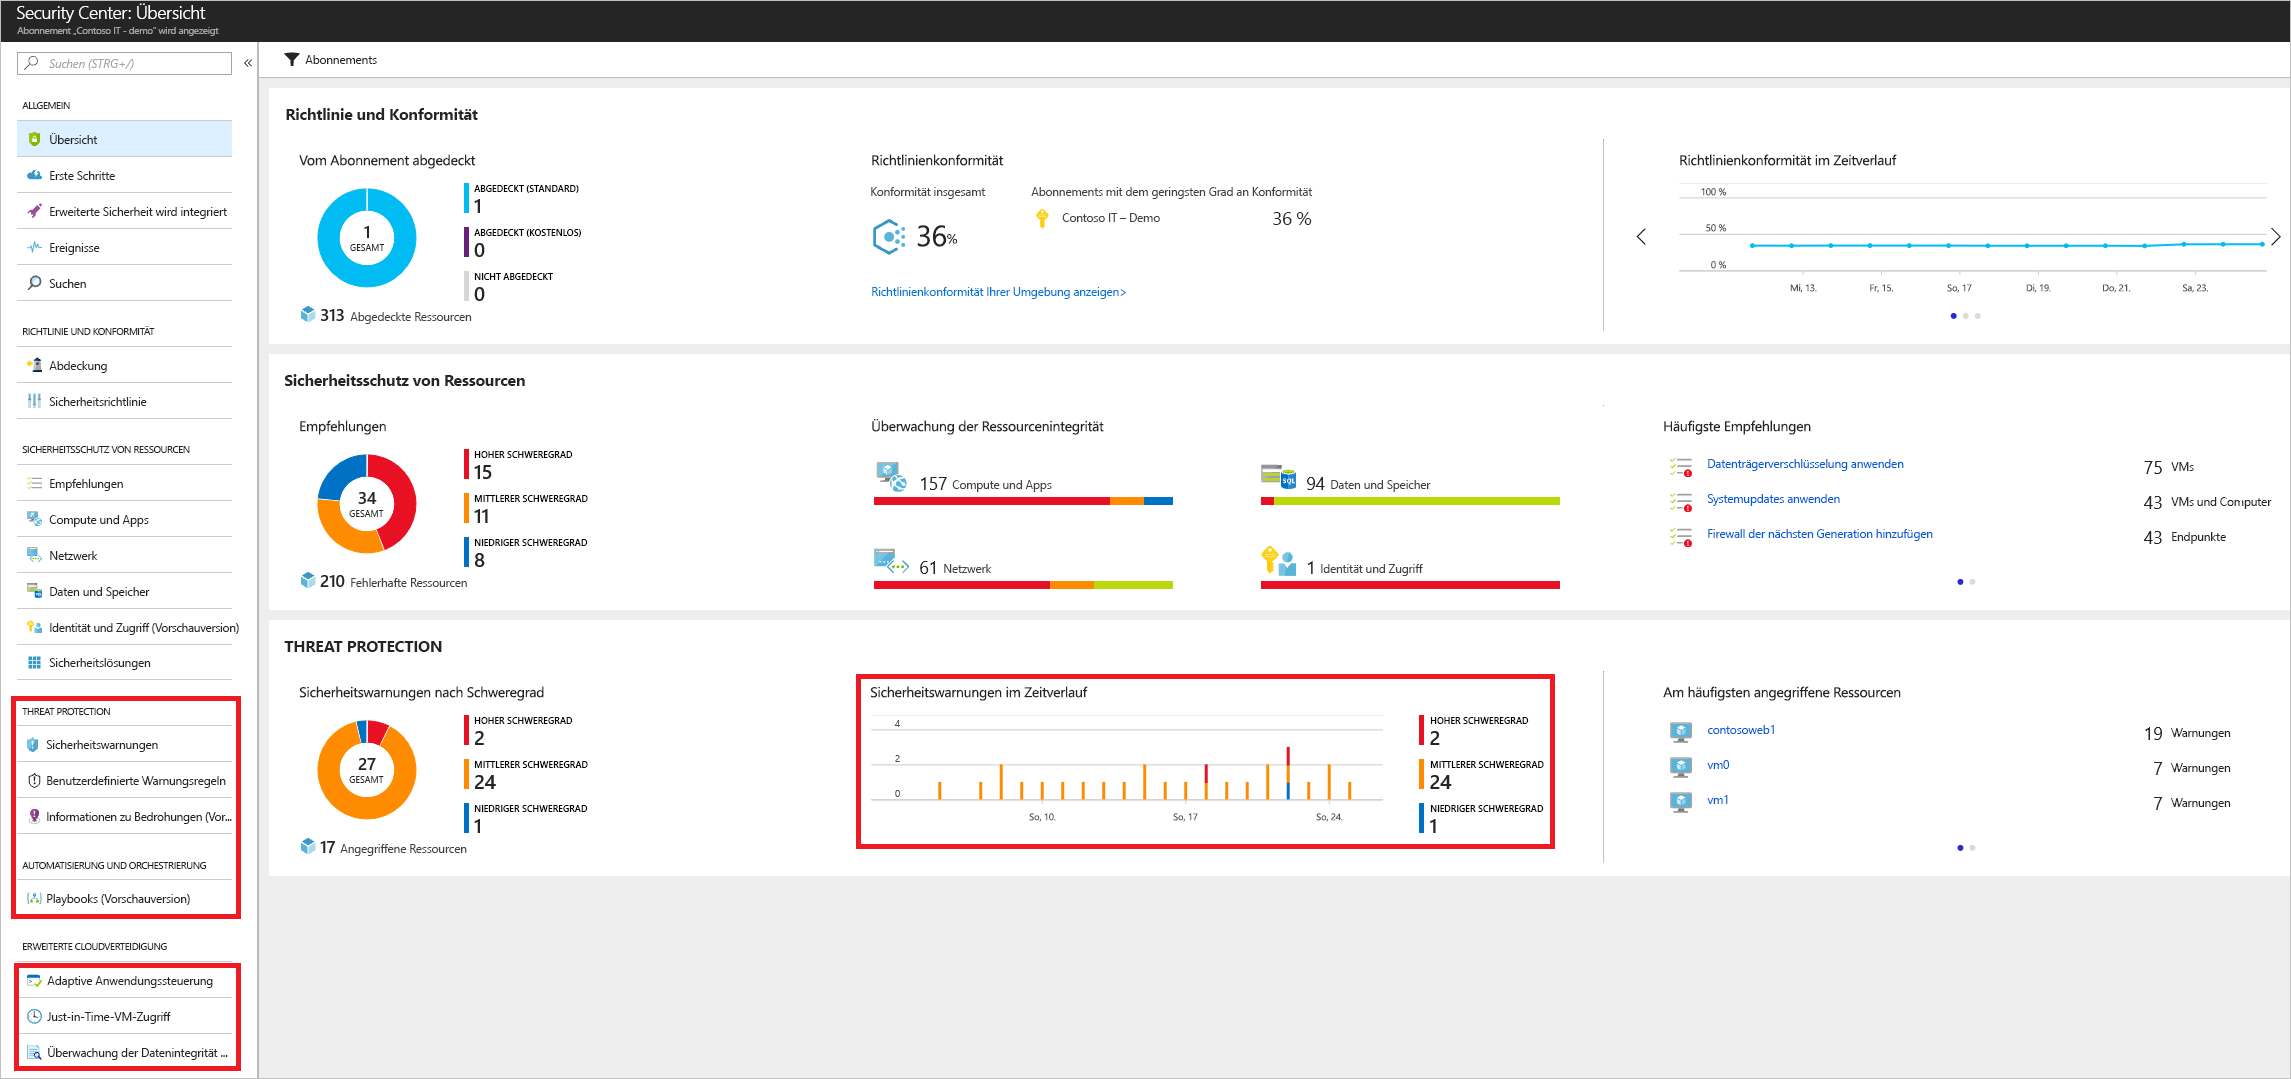 Security Center: Übersicht
Abonnement „Contoso IT - demo“ wird angezeigt
Suchen (STRG+/)
«
ALLGEMEIN
Übersicht
Erste Schritte
Erweiterte Sicherheit wird integriert
Ereignisse
Suchen
RICHTLINIE UND KONFORMITÄT
Abdeckung
Sicherheitsrichtlinie
SICHERHEITSSCHUTZ VON RESSOURCEN
Empfehlungen
Compute und Apps
Netzwerk
Daten und Speicher
Identität und Zugriff (Vorschauversion)
Sicherheitslösungen
THREAT PROTECTION
Sicherheitswarnungen
Benutzerdefinierte Warnungsregeln
Informationen zu Bedrohungen (Vor...
AUTOMATISIERUNG UND ORCHESTRIERUNG
Playbooks (Vorschauversion)
ERWEITERTE CLOUDVERTEIDIGUNG
Adaptive Anwendungssteuerung
Just-in-Time-VM-Zugriff
Überwachung der Datenintegrität ...
Abonnements
Richtlinie und Konformität
Vom Abonnement abgedeckt
1
GESAMT
ABGEDECKT (STANDARD)
1
ABGEDECKT (KOSTENLOS)
0
NICHT ABGEDECKT
0
313 Abgedeckte Ressourcen
Richtlinienkonformität
Konformität insgesamt
36%
Abonnements mit dem geringsten Grad an Konformität
Contoso IT – Demo 36 %
Richtlinienkonformität Ihrer Umgebung anzeigen>
Richtlinienkonformität im Zeitverlauf
100 %
50 %
0 %
Mi, 13. Fr, 15. So, 17 Di, 19. Do, 21. Sa, 23.
Sicherheitsschutz von Ressourcen
Empfehlungen
34
GESAMT
HOHER SCHWEREGRAD
15
MITTLERER SCHWEREGRAD
11
NIEDRIGER SCHWEREGRAD
8
210 Fehlerhafte Ressourcen
Überwachung der Ressourcenintegrität
157 Compute und Apps
SQL
94 Daten und Speicher
61 Netzwerk
1 Identität und Zugriff
Häufigste Empfehlungen
Datenträgerverschlüsselung anwenden 75 VMs
Systemupdates anwenden 43 VMs und Computer
Firewall der nächsten Generation hinzufügen 43 Endpunkte
THREAT PROTECTION
Sicherheitswarnungen nach Schweregrad
27
GESAMT
HOHER SCHWEREGRAD
2
MITTLERER SCHWEREGRAD
24
NIEDRIGER SCHWEREGRAD
1
17 Angegriffene Ressourcen
Sicherheitswarnungen im Zeitverlauf
4
2
0
So, 10. So, 17 So, 24.
HOHER SCHWEREGRAD
2
MITTLERER SCHWEREGRAD
24
NIEDRIGER SCHWEREGRAD
1
Am häufigsten angegriffene Ressourcen
contosoweb1 19 Warnungen
vm0 7 Warnungen
vm1 7 Warnungen